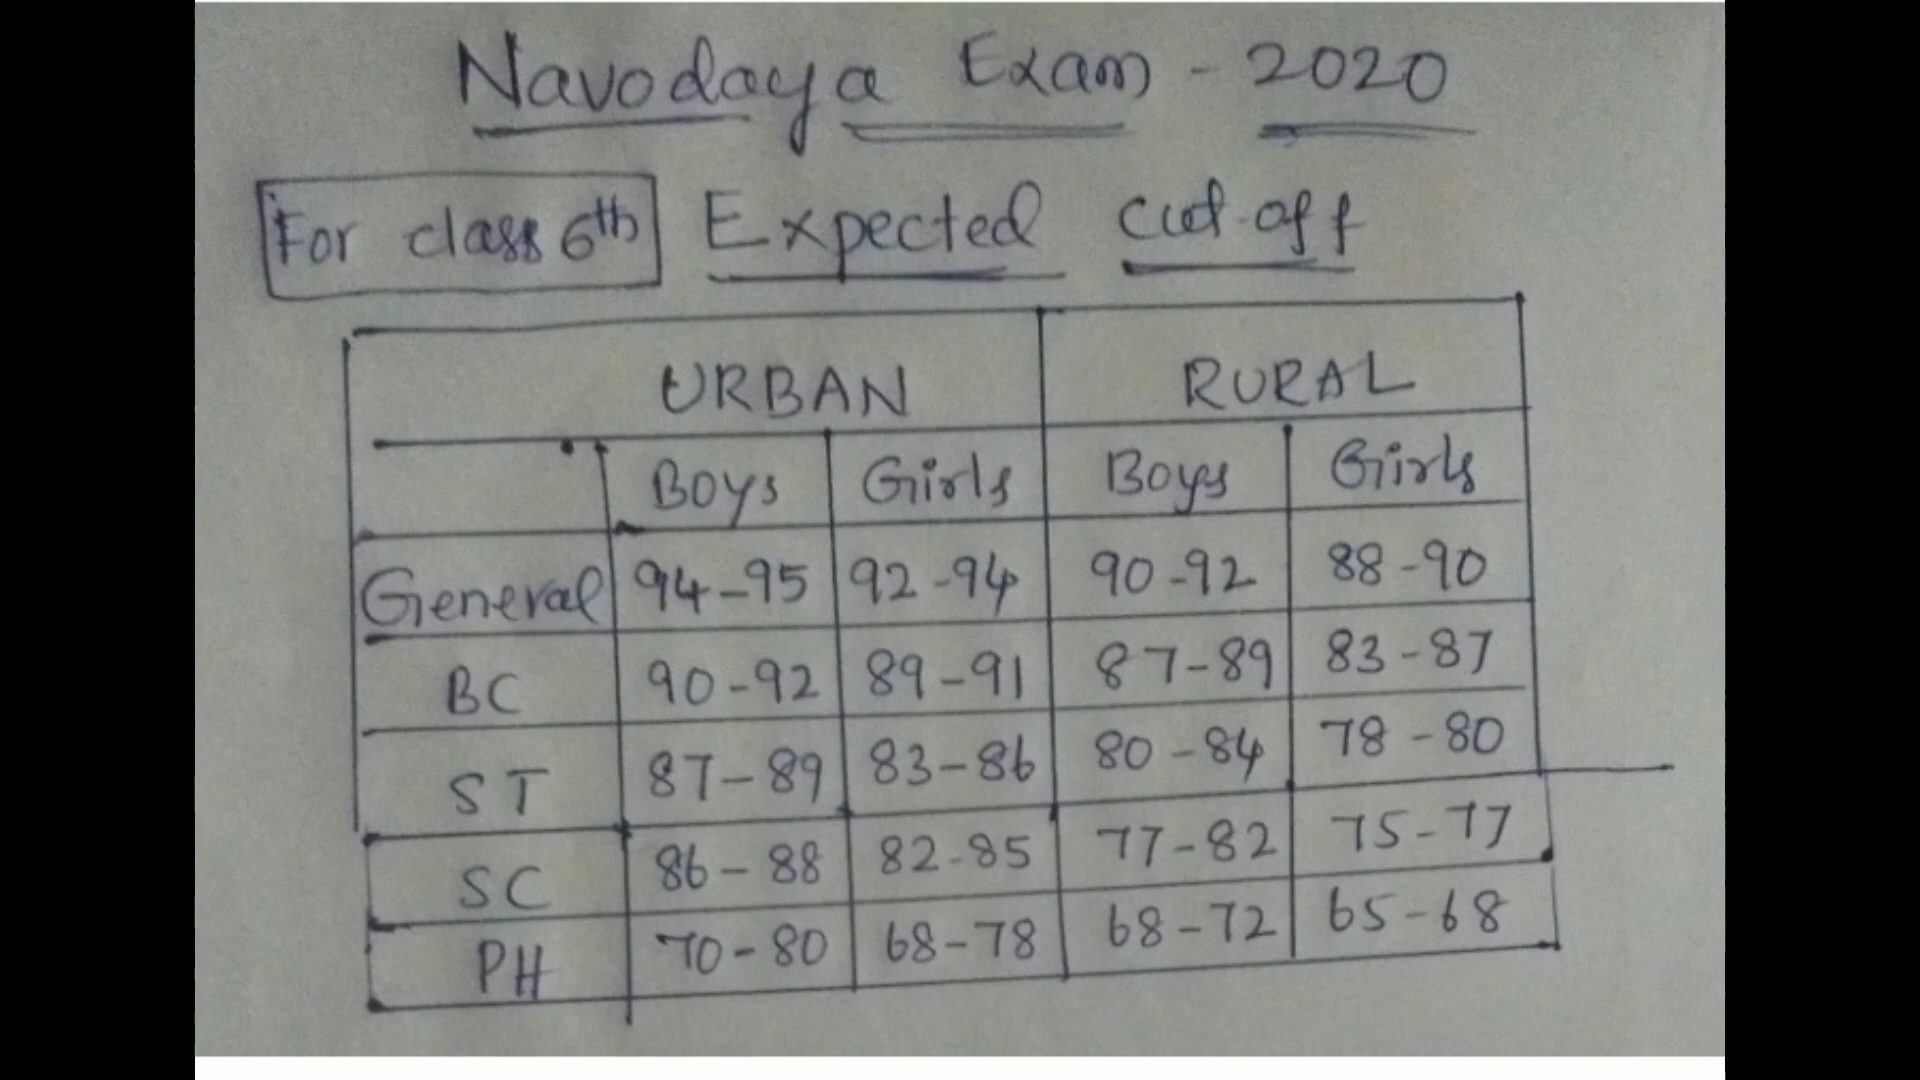 Navodaya Exam - 2020
For class 6th Expected cut-off
URBAN RURAL
Boys Girls Boys Girls
General 94-95 92-94 90-92 88-90
BC 90-92 89-91 87-89 83-87
ST 87-89 83-86 80-84 78-80
SC 86-88 82-85 77-82 75-77
PH 70-80 68-78 68-72 65-68